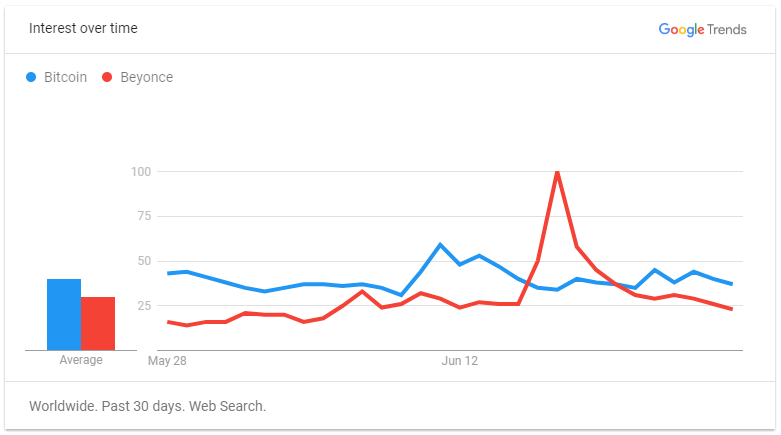 Interest over time
Google Trends
Bitcoin Beyonce
100
75
50
25
Average
May 28 Jun 12
Worldwide. Past 30 days. Web Search.